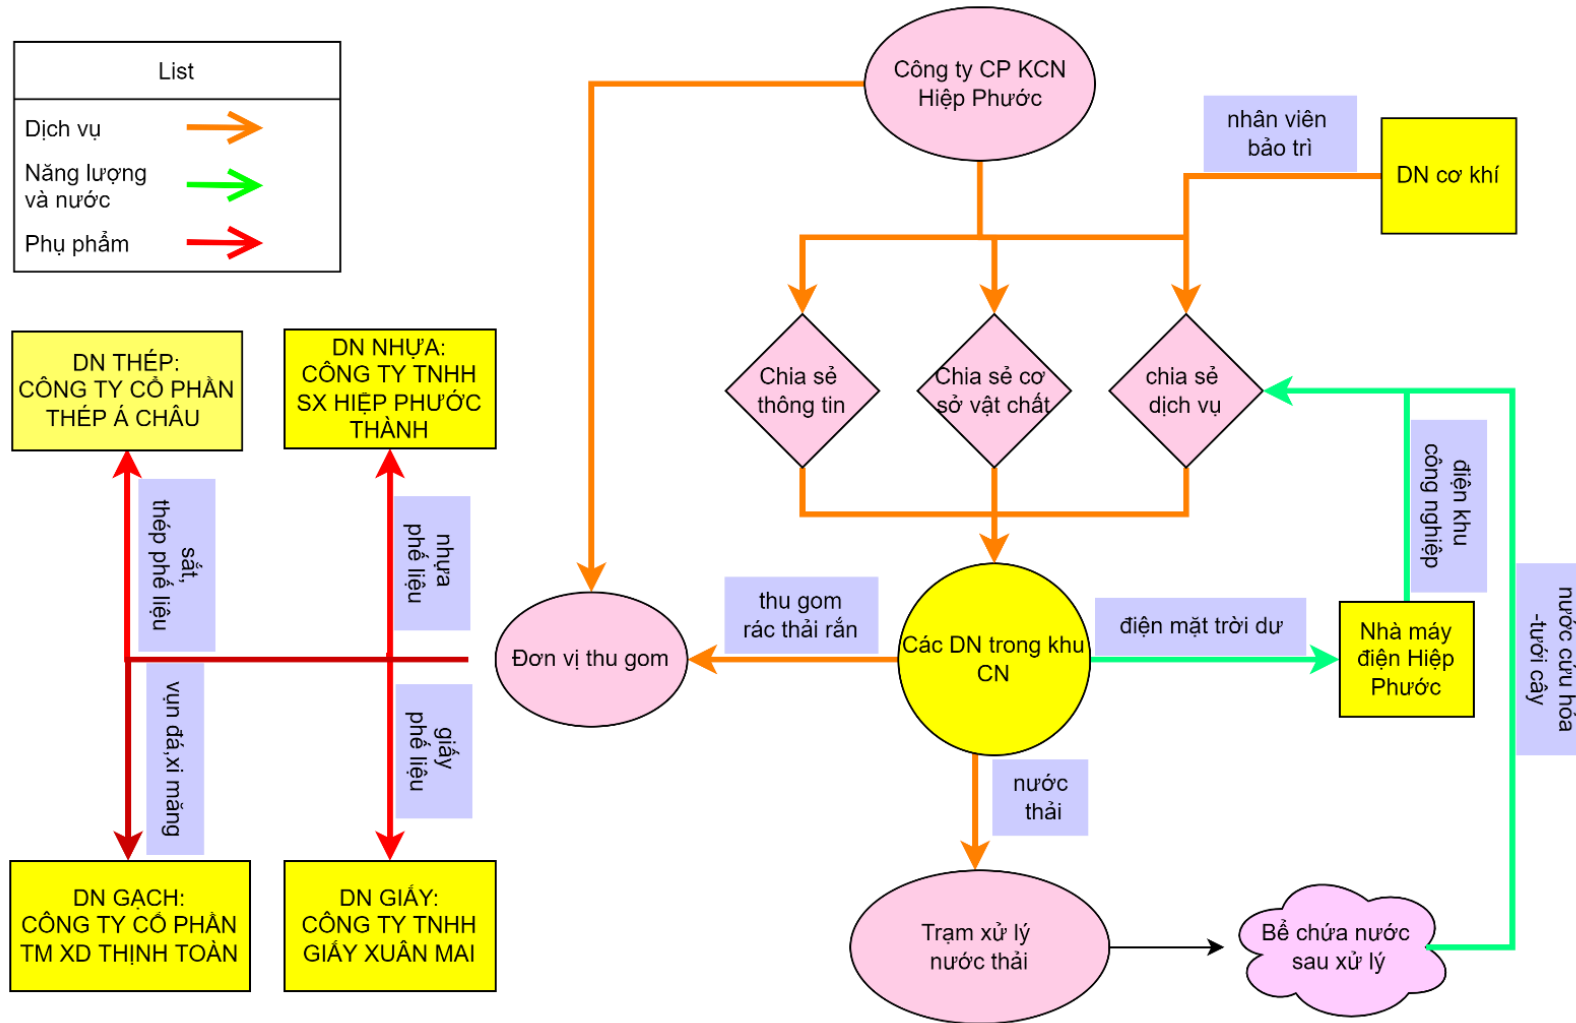 List
Dịch vụ
Năng lượng
và nước
Phụ phẩm
Công ty CP KCN
Hiệp Phước
nhân viên
bảo trì
DN cơ khí
DN THÉP:
CÔNG TY CỔ PHẦN
THÉP Á CHÂU
DN NHỰA:
CÔNG TY TNHH
SX HIỆP PHƯỚC
THÀNH
Chia sẻ
thông tin
Chia sẻ cơ
sở vật chất
chia sẻ
dịch vụ
điện khu
công nghiệp
sắt,
thép phế liệu
nhựa
phế liệu
thu gom
rác thải rắn
điện mặt trời dư
nước cứu hóa
-tưới cây
Đơn vị thu gom
Các DN trong khu
CN
Nhà máy
điện Hiệp
Phước
vụn đá,xi măng
giấy
phế liệu
nước
thải
DN GẠCH:
CÔNG TY CỔ PHẦN
TM XD THỊNH TOÀN
DN GIẤY:
CÔNG TY TNHH
GIẤY XUÂN MAI
Trạm xử lý
nước thải
Bể chứa nước
sau xử lý